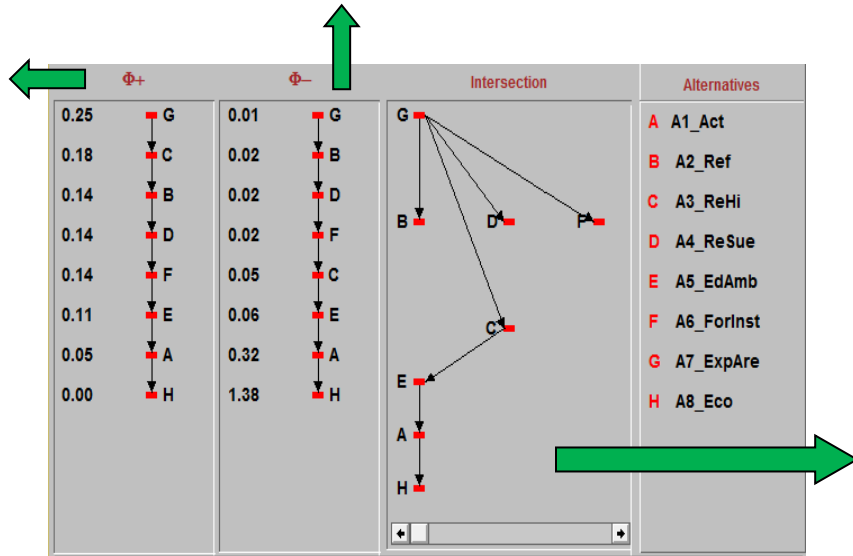 Φ+ Φ− Intersection Alternatives
0.25 G 0.01 G G A A1_Act
0.18 C 0.02 B B A2_Ref
0.14 B 0.02 D C A3_ReHi
0.14 D 0.02 F B D F D A4_ReSue
0.14 F 0.05 C E A5_EdAmb
0.11 E 0.06 E C F A6_ForInst
0.05 A 0.32 A G A7_ExpAre
0.00 H 1.38 H E H A8_Eco
A
H